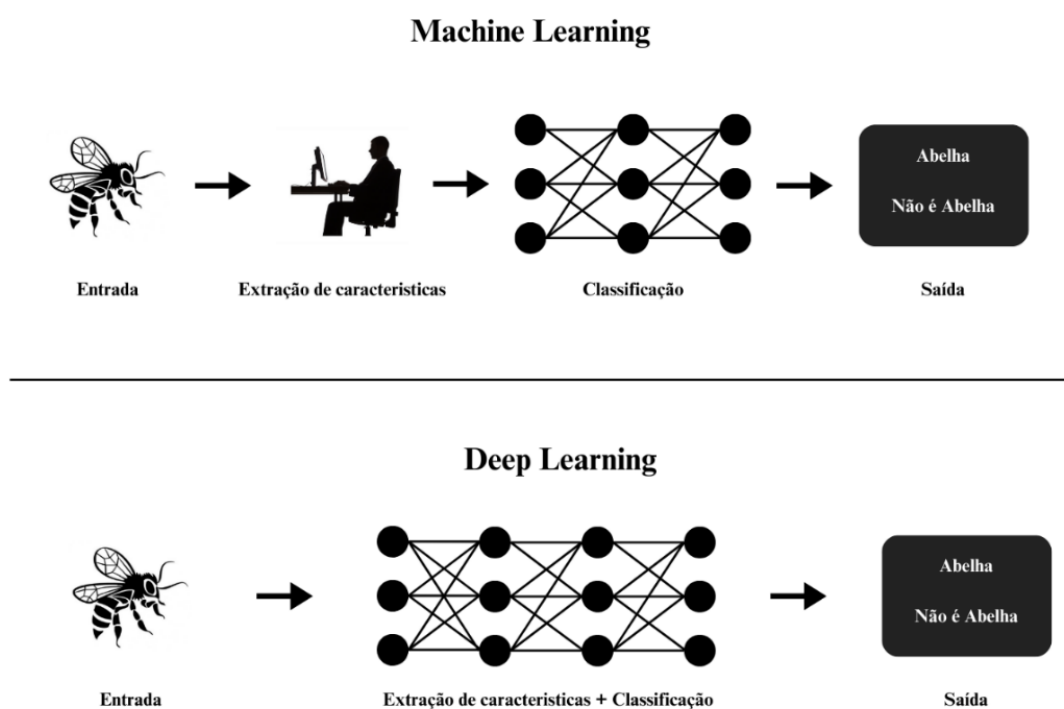 Machine Learning
Abelha
Não é Abelha
Entrada
Extração de caracteristicas
Classificação
Saída
Deep Learning
Abelha
Não é Abelha
Entrada
Extração de caracteristicas + Classificação
Saída